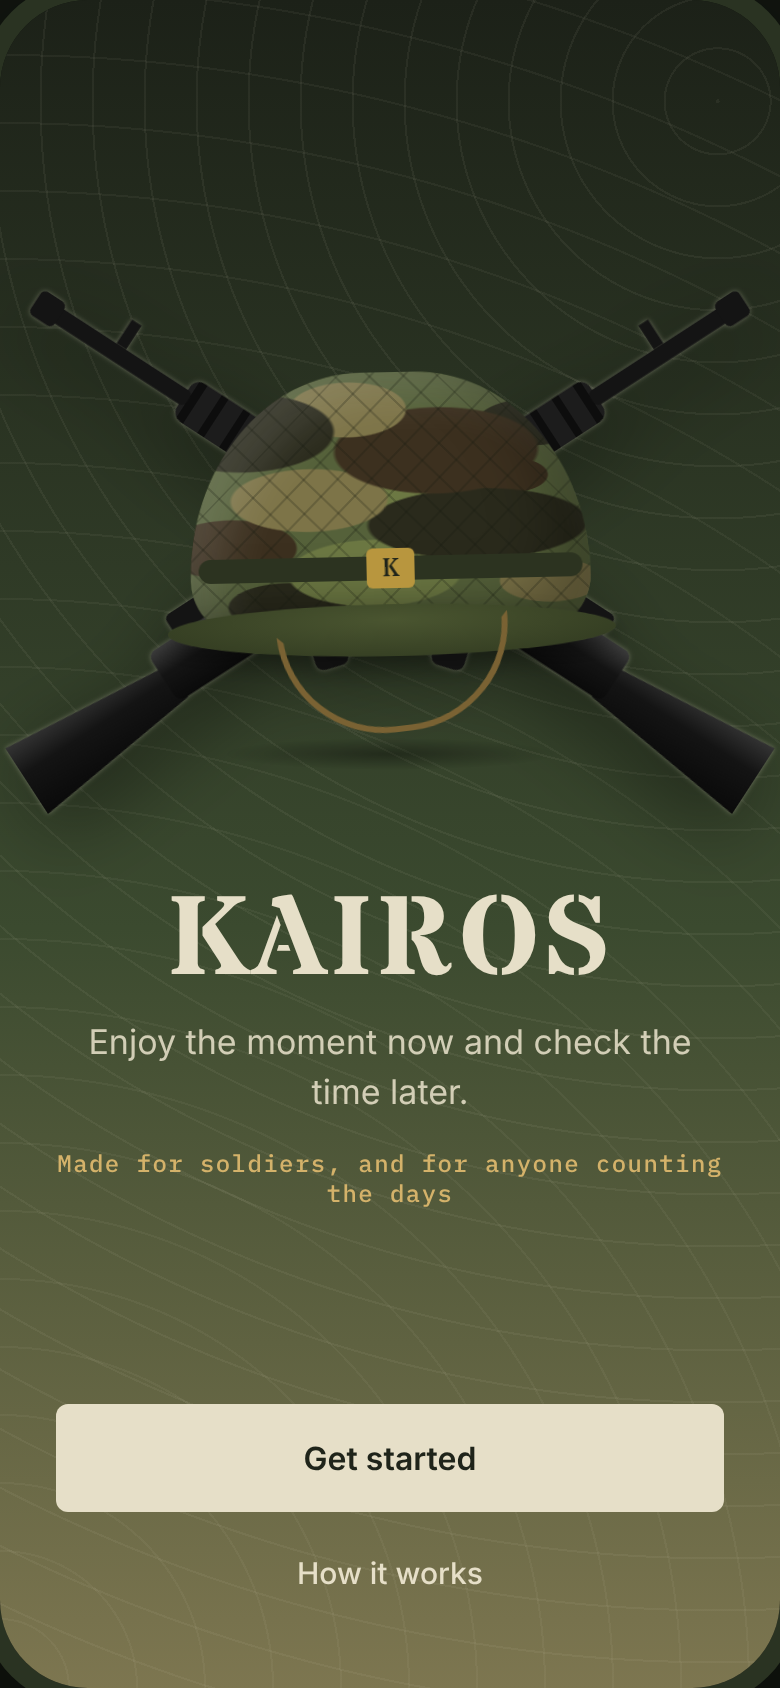 K
KAIROS
Enjoy the moment now and check the
time later.
Made for soldiers, and for anyone counting
the days
Get started
How it works